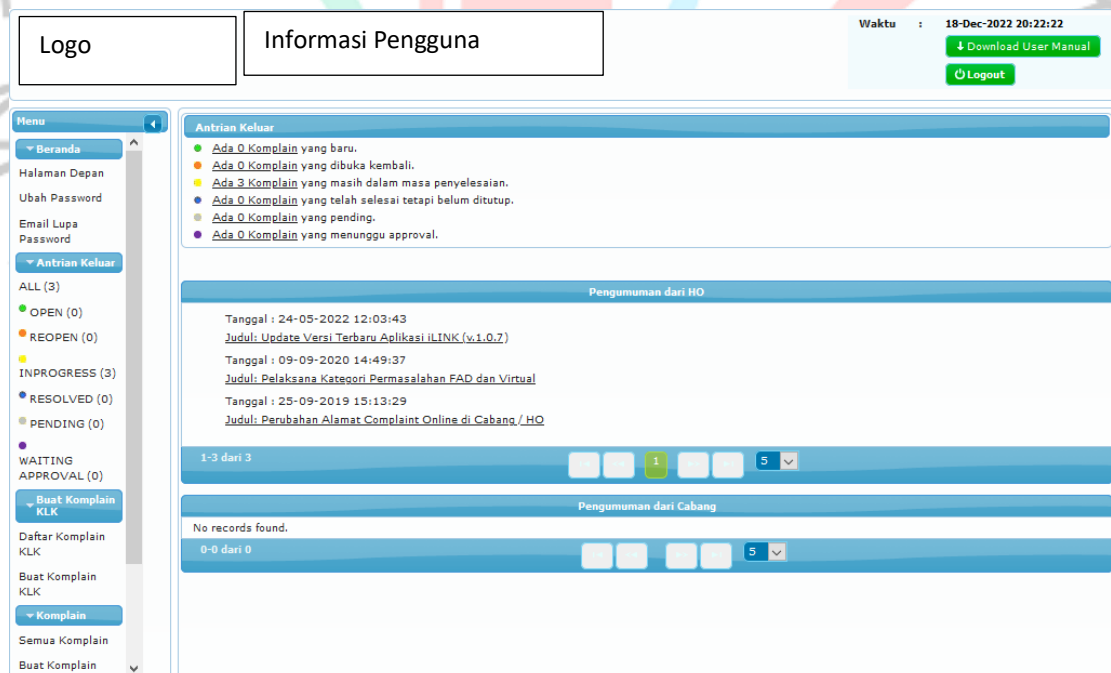 Logo
Informasi Pengguna
Waktu : 18-Dec-2022 20:22:22
Download User Manual
Logout
Menu
Beranda
Halaman Depan
Ubah Password
Email Lupa
Password
Antrian Keluar
ALL (3)
OPEN (0)
REOPEN (0)
INPROGRESS (3)
RESOLVED (0)
PENDING (0)
WAITING
APPROVAL (0)
Buat Komplain
KLK
Daftar Komplain
KLK
Buat Komplain
KLK
Komplain
Semua Komplain
Buat Komplain
Antrian Keluar
Ada 0 Komplain yang baru.
Ada 0 Komplain yang dibuka kembali.
Ada 3 Komplain yang masih dalam masa penyelesaian.
Ada 0 Komplain yang telah selesai tetapi belum ditutup.
Ada 0 Komplain yang pending.
Ada 0 Komplain yang menunggu approval.
Pengumuman dari HO
Tanggal : 24-05-2022 12:03:43
Judul: Update Versi Terbaru Aplikasi iLINK (v.1.0.7)
Tanggal : 09-09-2020 14:49:37
Judul: Pelaksana Kategori Permasalahan FAD dan Virtual
Tanggal : 25-09-2019 15:13:29
Judul: Perubahan Alamat Complaint Online di Cabang / HO
1-3 dari 3 1 5
Pengumuman dari Cabang
No records found.
0-0 dari 0 5